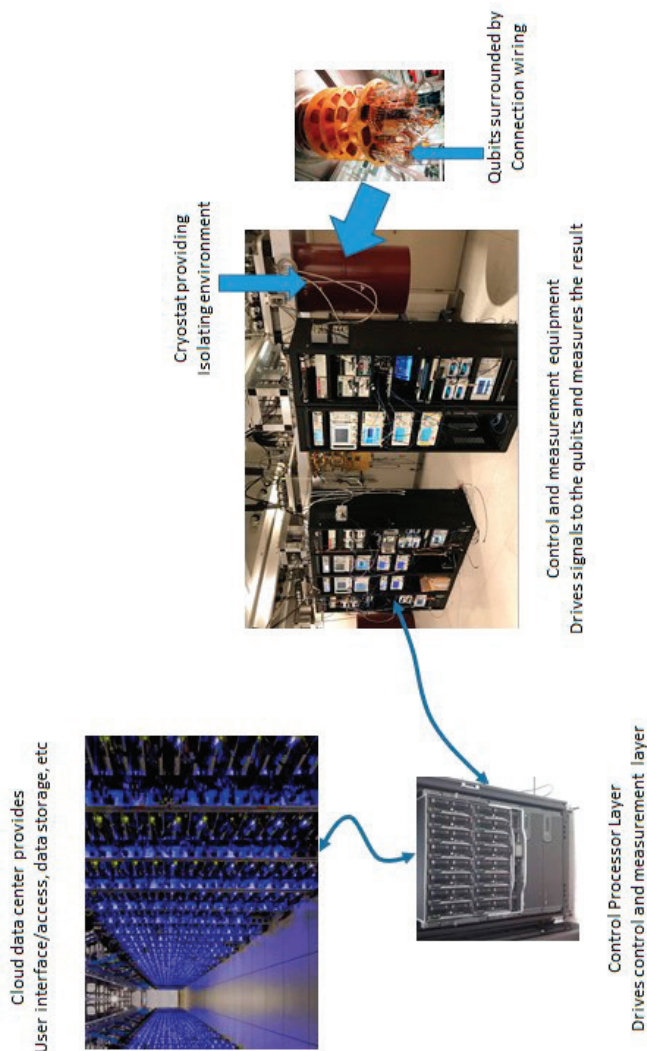 Cloud data center provides
User interface/access, data storage, etc
Control Processor Layer
Drives control and measurement layer
Cryostat providing
Isolating environment
Control and measurement equipment
Drives signals to the qubits and measures the result
Qubits surrounded by
Connection wiring